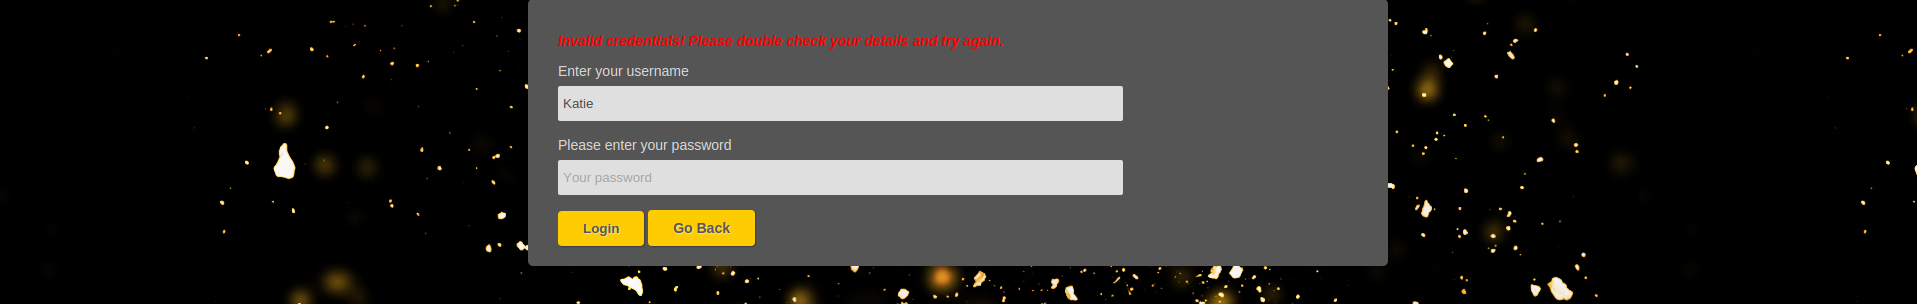 Invalid credentials! Please double check your details and try again.
Enter your username
Katie
Please enter your password
Your password
Login Go Back